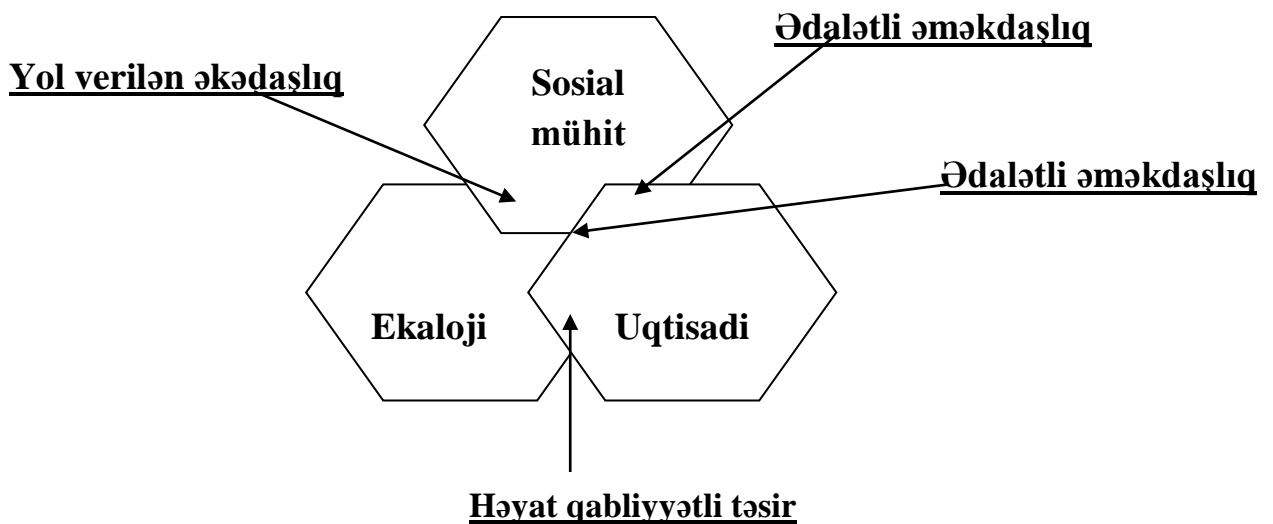 Ədalətli əməkdaşlıq
Yol verilən əkədaşlıq
Sosial
mühit
Ədalətli əməkdaşlıq
Ekaloji
Uqtisadi
Həyat qabliyyətli təsir